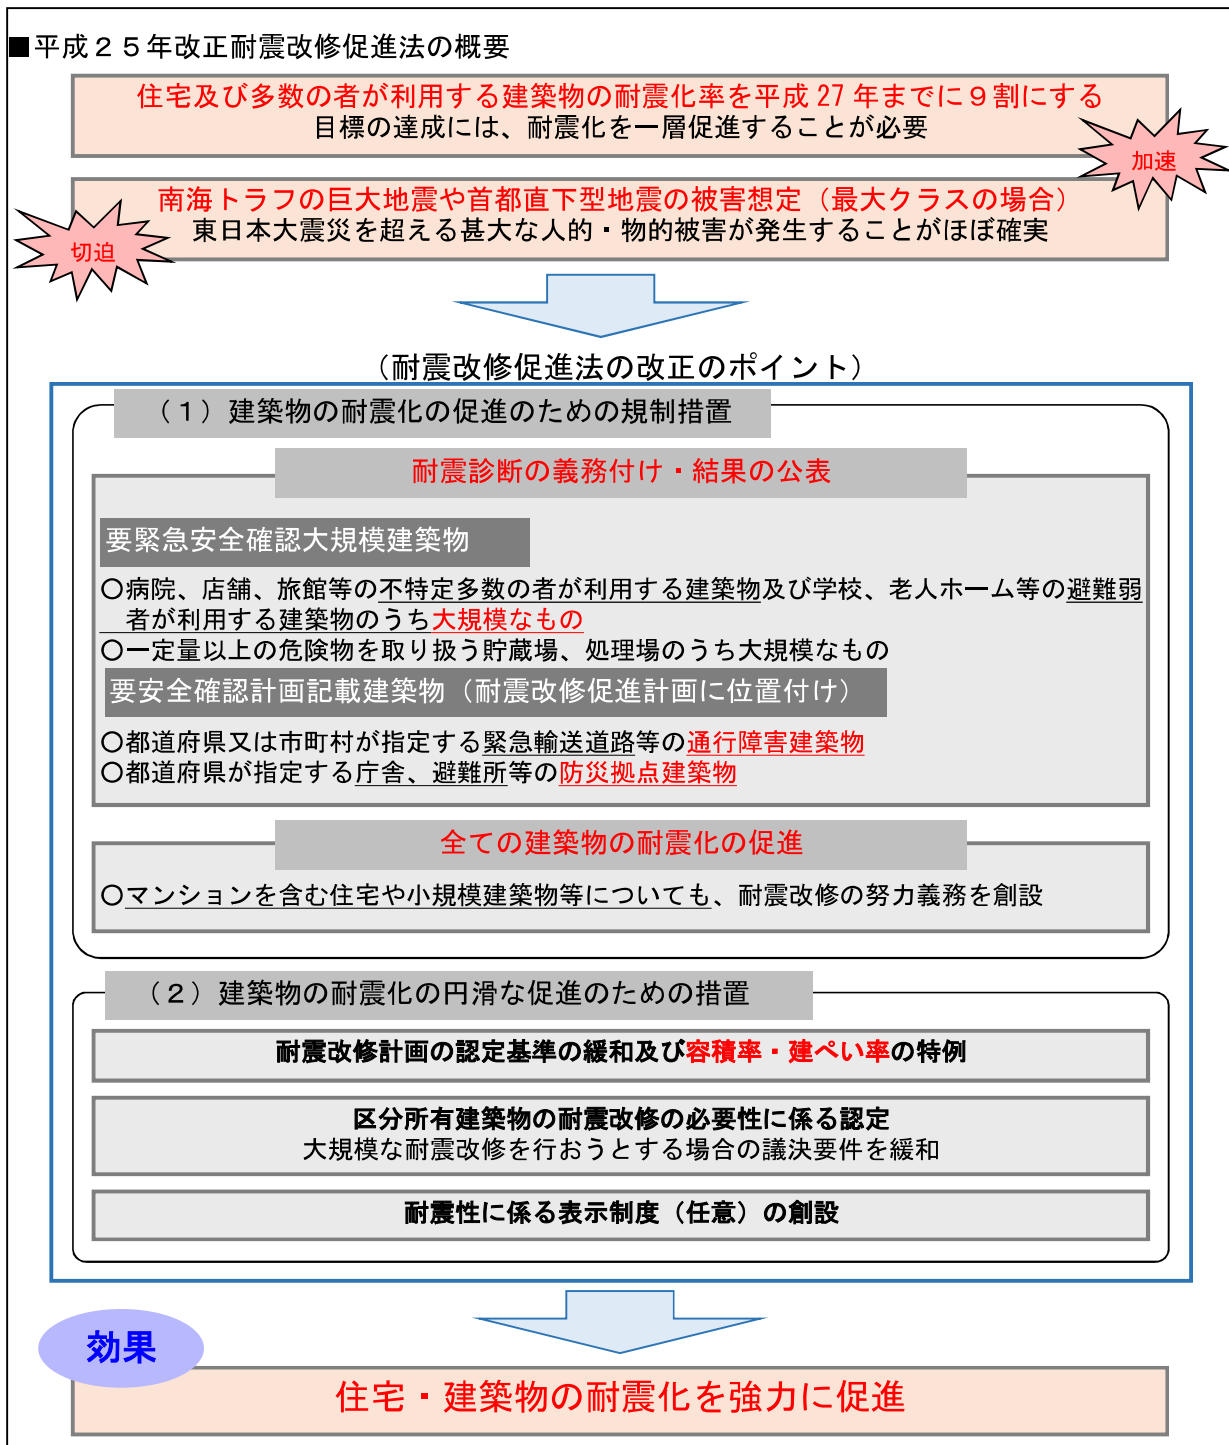 ■平成２５年改正耐震改修促進法の概要
住宅及び多数の者が利用する建築物の耐震化率を平成 27 年までに９割にする
目標の達成には、耐震化を一層促進することが必要
加速
南海トラフの巨大地震や首都直下型地震の被害想定（最大クラスの場合）
東日本大震災を超える甚大な人的・物的被害が発生することがほぼ確実
切迫
（耐震改修促進法の改正のポイント）
（１）建築物の耐震化の促進のための規制措置
耐震診断の義務付け・結果の公表
要緊急安全確認大規模建築物
〇病院、店舗、旅館等の不特定多数の者が利用する建築物及び学校、老人ホーム等の避難弱
者が利用する建築物のうち大規模なもの
〇一定量以上の危険物を取り扱う貯蔵場、処理場のうち大規模なもの
要安全確認計画記載建築物（耐震改修促進計画に位置付け）
〇都道府県又は市町村が指定する緊急輸送道路等の通行障害建築物
〇都道府県が指定する庁舎、避難所等の防災拠点建築物
全ての建築物の耐震化の促進
〇マンションを含む住宅や小規模建築物等についても、耐震改修の努力義務を創設
（２）建築物の耐震化の円滑な促進のための措置
耐震改修計画の認定基準の緩和及び容積率・建ぺい率の特例
区分所有建築物の耐震改修の必要性に係る認定
大規模な耐震改修を行おうとする場合の議決要件を緩和
耐震性に係る表示制度（任意）の創設
効果
住宅・建築物の耐震化を強力に促進